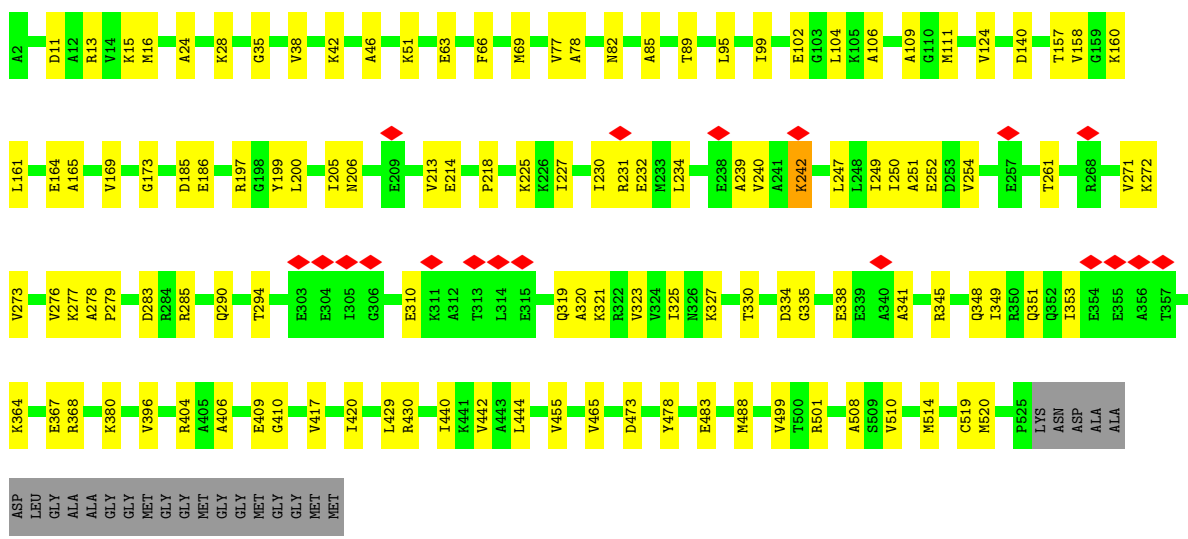 A2 D11 A12 R13 V14 K15 M16 A24 K28 G35 V38 K42 A46 K51 E63 F66 M69 V77 A78 N82 A85 T89 L95 I99 E102 G103 L104 K105 A106 A109 G110 M111 V124 D140 T157 V158 G159 K160
L161 E164 A165 V169 G173 D185 E186 R197 G198 Y199 L200 I205 N206 E209 V213 E214 P218 K225 K226 I227 I230 R231 E232 M233 L234 E238 A239 V240 A241 K242 L247 L248 I249 I250 A251 E252 D253 V254 E257 T261 R268 V271 K272
V273 V276 K277 A278 P279 D283 R284 R285 Q290 T294 E303 E304 I305 G306 E310 K311 A312 T313 L314 E315 Q319 A320 K321 R322 V323 V324 I325 N326 K327 T330 D334 G335 E338 E339 A340 A341 R345 Q348 I349 R350 Q351 Q352 I353 E354 E355 A356 T357
K364 E367 R368 K380 V396 R404 A405 A406 E409 G410 V417 I420 L429 R430 I440 K441 V442 A443 L444 V455 V465 D473 Y478 E483 M488 V499 T500 R501 A508 S509 V510 M514 C519 M520 P525 LYS ASN ASP ALA ALA
ASP LEU GLY ALA ALA GLY GLY MET GLY GLY MET GLY GLY MET GLY GLY MET MET